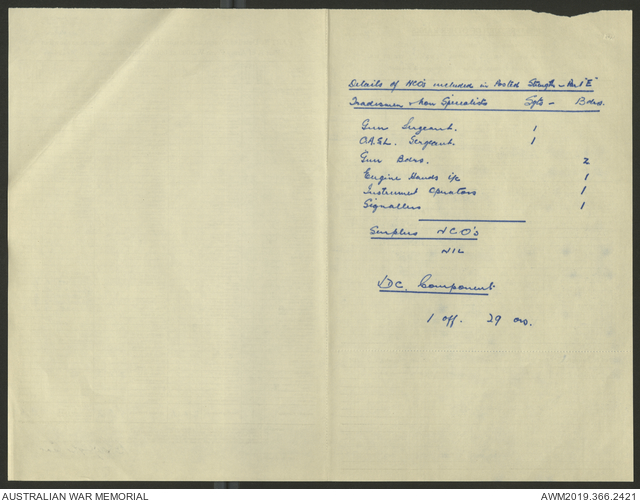 Details of NCO's included in Posted Strength - Part "E"
Tradesmen & Non Specialists Sgts - Bdrs.
Gun Sergeant. 1
Sergeant. 1
Gun Bdrs. 2
Engine Hands i/c 1
Instrument Operators 1
Signallers 1
Surplus NCO's
NIL
VDC. Component
1 off. 29 ors.
AUSTRALIAN WAR MEMORIAL
AWM2019.366.2421